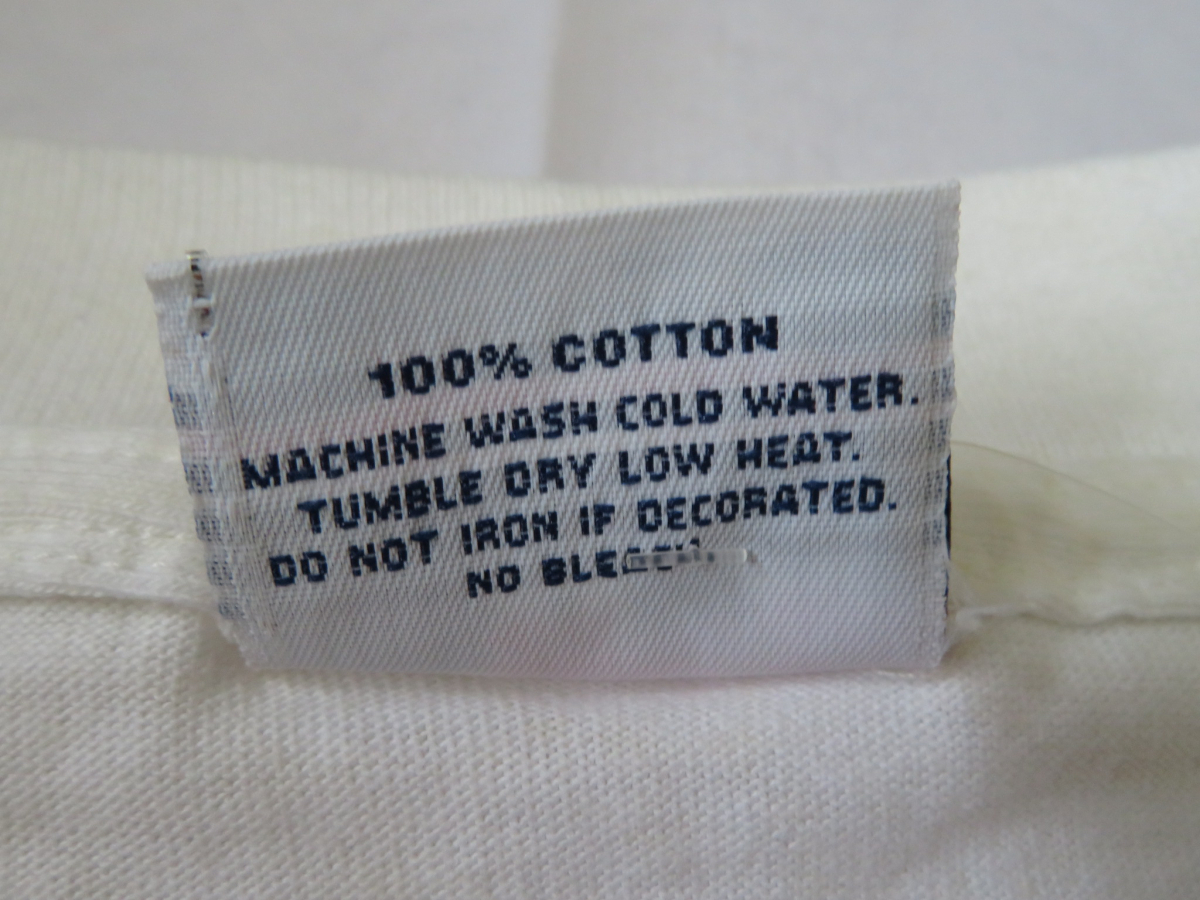 100% COTTON
MACHINE WASH COLD WATER.
TUMBLE DRY LOW HEAT.
DO NOT IRON IF DECORATED.
NO